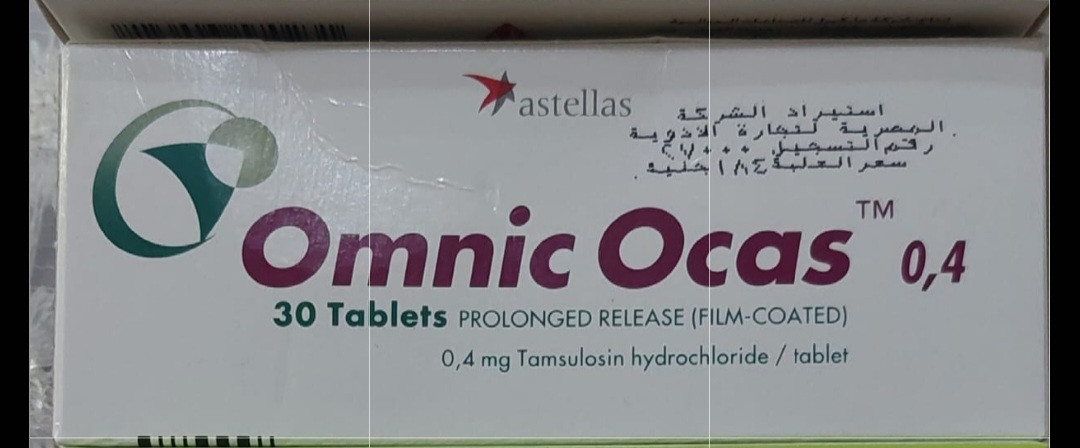 astellas
استيراد الشركة
المصرية لتجارة الأدوية.
رقم التسجيل
سعر العلبة ١٨٤ جنيه.
Omnic Ocas™ 0,4
30 Tablets PROLONGED RELEASE (FILM-COATED)
0,4 mg Tamsulosin hydrochloride / tablet